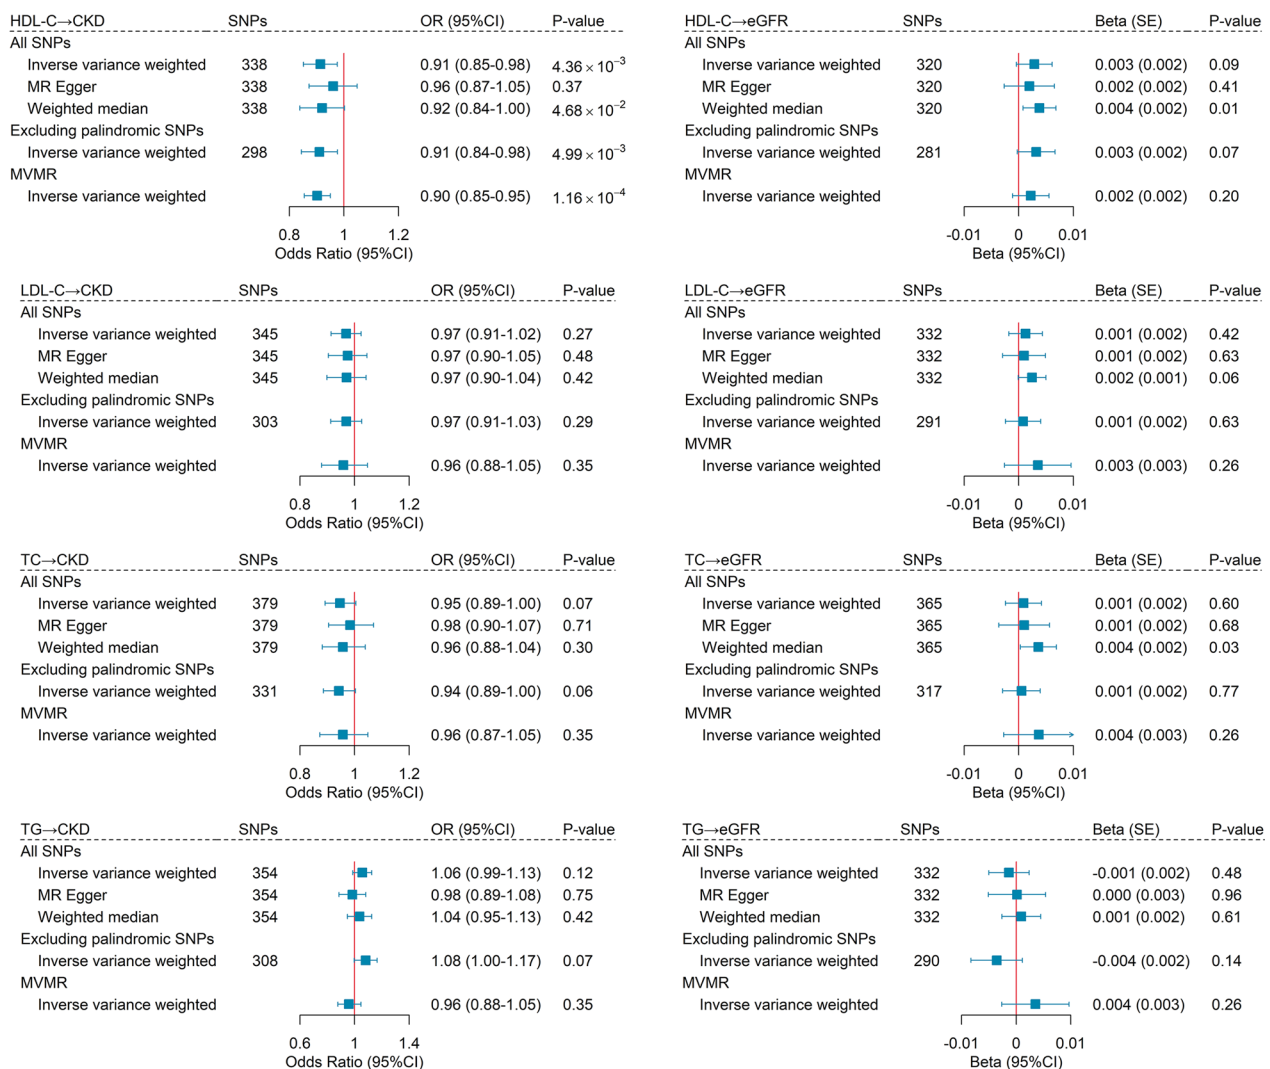 HDL-C→CKD SNPs OR (95%CI) P-value
All SNPs
Inverse variance weighted 338 0.91 (0.85-0.98) 4.36 × 10⁻³
MR Egger 338 0.96 (0.87-1.05) 0.37
Weighted median 338 0.92 (0.84-1.00) 4.68 × 10⁻²
Excluding palindromic SNPs
Inverse variance weighted 298 0.91 (0.84-0.98) 4.99 × 10⁻³
MVMR
Inverse variance weighted 0.90 (0.85-0.95) 1.16 × 10⁻⁴
0.8 1 1.2
Odds Ratio (95%CI)
HDL-C→eGFR SNPs Beta (SE) P-value
All SNPs
Inverse variance weighted 320 0.003 (0.002) 0.09
MR Egger 320 0.002 (0.002) 0.41
Weighted median 320 0.004 (0.002) 0.01
Excluding palindromic SNPs
Inverse variance weighted 281 0.003 (0.002) 0.07
MVMR
Inverse variance weighted 0.002 (0.002) 0.20
-0.01 0 0.01
Beta (95%CI)
LDL-C→CKD SNPs OR (95%CI) P-value
All SNPs
Inverse variance weighted 345 0.97 (0.91-1.02) 0.27
MR Egger 345 0.97 (0.90-1.05) 0.48
Weighted median 345 0.97 (0.90-1.04) 0.42
Excluding palindromic SNPs
Inverse variance weighted 303 0.97 (0.91-1.03) 0.29
MVMR
Inverse variance weighted 0.96 (0.88-1.05) 0.35
0.8 1 1.2
Odds Ratio (95%CI)
LDL-C→eGFR SNPs Beta (SE) P-value
All SNPs
Inverse variance weighted 332 0.001 (0.002) 0.42
MR Egger 332 0.001 (0.002) 0.63
Weighted median 332 0.002 (0.001) 0.06
Excluding palindromic SNPs
Inverse variance weighted 291 0.001 (0.002) 0.63
MVMR
Inverse variance weighted 0.003 (0.003) 0.26
-0.01 0 0.01
Beta (95%CI)
TC→CKD SNPs OR (95%CI) P-value
All SNPs
Inverse variance weighted 379 0.95 (0.89-1.00) 0.07
MR Egger 379 0.98 (0.90-1.07) 0.71
Weighted median 379 0.96 (0.88-1.04) 0.30
Excluding palindromic SNPs
Inverse variance weighted 331 0.94 (0.89-1.00) 0.06
MVMR
Inverse variance weighted 0.96 (0.87-1.05) 0.35
0.8 1 1.2
Odds Ratio (95%CI)
TC→eGFR SNPs Beta (SE) P-value
All SNPs
Inverse variance weighted 365 0.001 (0.002) 0.60
MR Egger 365 0.001 (0.002) 0.68
Weighted median 365 0.004 (0.002) 0.03
Excluding palindromic SNPs
Inverse variance weighted 317 0.001 (0.002) 0.77
MVMR
Inverse variance weighted 0.004 (0.003) 0.26
-0.01 0 0.01
Beta (95%CI)
TG→CKD SNPs OR (95%CI) P-value
All SNPs
Inverse variance weighted 354 1.06 (0.99-1.13) 0.12
MR Egger 354 0.98 (0.89-1.08) 0.75
Weighted median 354 1.04 (0.95-1.13) 0.42
Excluding palindromic SNPs
Inverse variance weighted 308 1.08 (1.00-1.17) 0.07
MVMR
Inverse variance weighted 0.96 (0.88-1.05) 0.35
0.6 1 1.4
Odds Ratio (95%CI)
TG→eGFR SNPs Beta (SE) P-value
All SNPs
Inverse variance weighted 332 -0.001 (0.002) 0.48
MR Egger 332 0.000 (0.003) 0.96
Weighted median 332 0.001 (0.002) 0.61
Excluding palindromic SNPs
Inverse variance weighted 290 -0.004 (0.002) 0.14
MVMR
Inverse variance weighted 0.004 (0.003) 0.26
-0.01 0 0.01
Beta (95%CI)